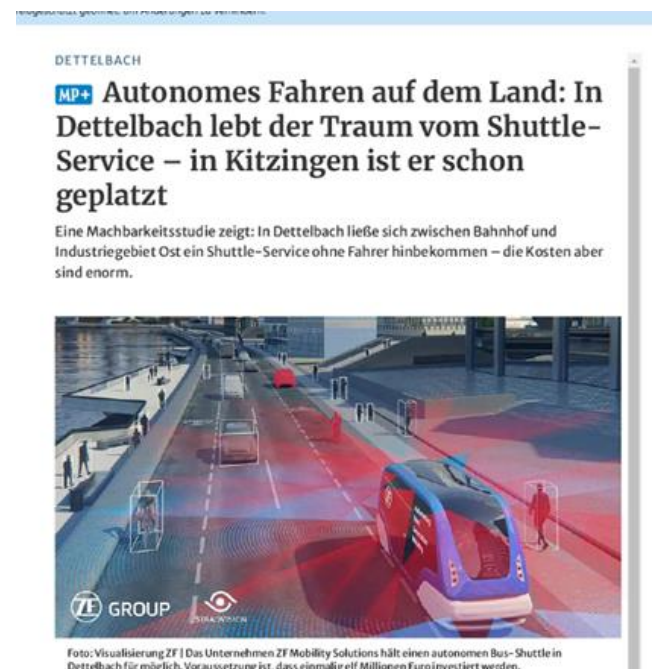 DETTELBACH
MP+ Autonomes Fahren auf dem Land: In
Dettelbach lebt der Traum vom Shuttle-
Service – in Kitzingen ist er schon
geplatzt
Eine Machbarkeitsstudie zeigt: In Dettelbach ließe sich zwischen Bahnhof und
Industriegebiet Ost ein Shuttle-Service ohne Fahrer hinbekommen – die Kosten aber
sind enorm.
ZF GROUP
STRADVISION
Foto: Visualisierung ZF | Das Unternehmen ZF Mobility Solutions hält einen autonomen Bus-Shuttle in
Dettelbach für möglich. Voraussetzung ist, dass einmalig elf Millionen Euro investiert werden.